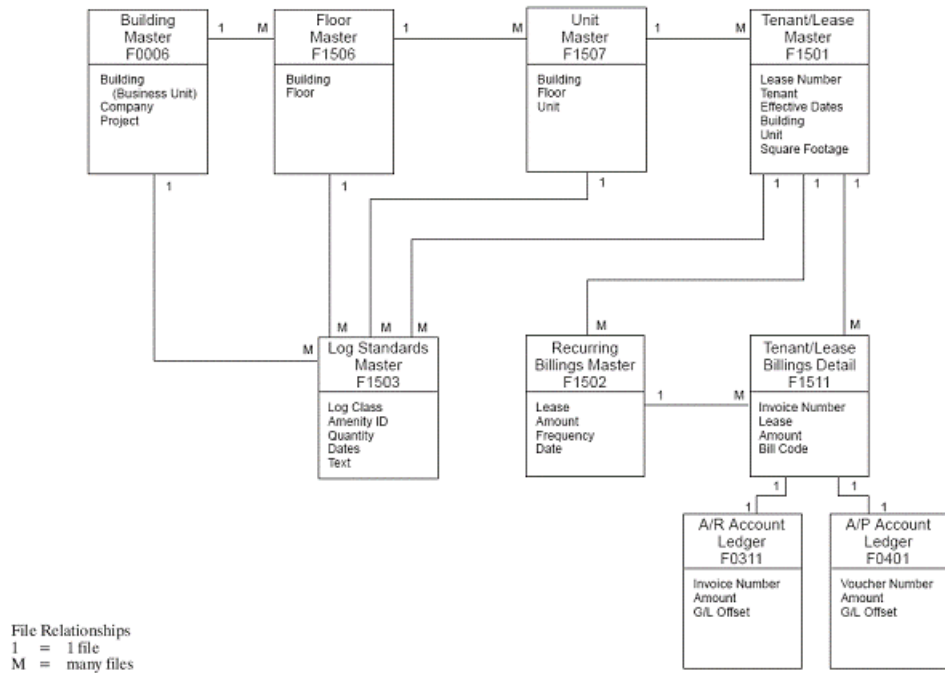 Building
Master
F0006
Building
(Business Unit)
Company
Project
1
M
Floor
Master
F1506
Building
Floor
1
M
Unit
Master
F1507
Building
Floor
Unit
1
M
Tenant/Lease
Master
F1501
Lease Number
Tenant
Effective Dates
Building
Unit
Square Footage
1
1
1
1 1 1
M
M M M
Log Standards
Master
F1503
Log Class
Amenity ID
Quantity
Dates
Text
M
Recurring
Billings Master
F1502
Lease
Amount
Frequency
Date
1
M
M
Tenant/Lease
Billings Detail
F1511
Invoice Number
Lease
Amount
Bill Code
1 1
1 1
A/R Account
Ledger
F0311
Invoice Number
Amount
G/L Offset
A/P Account
Ledger
F0401
Voucher Number
Amount
G/L Offset
File Relationships
1 = 1 file
M = many files